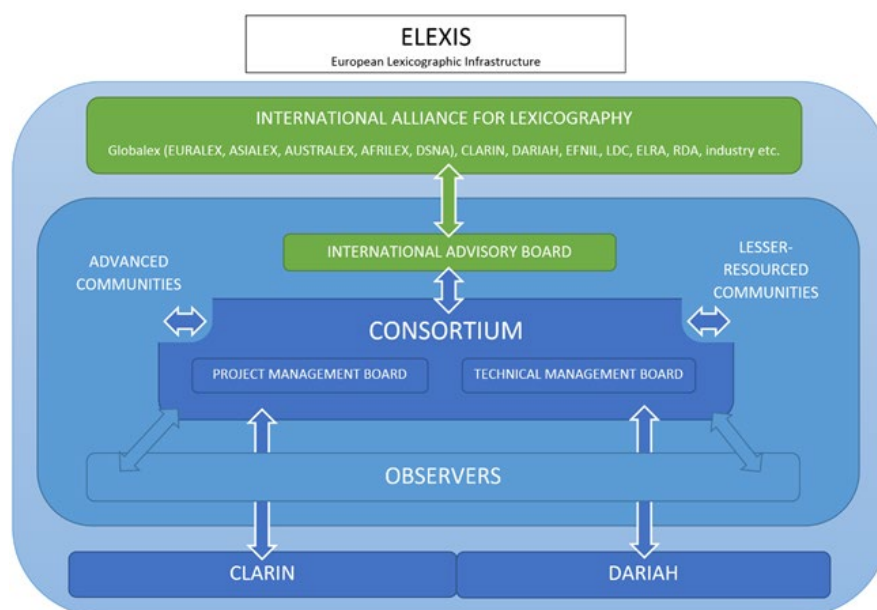 ELEXIS
European Lexicographic Infrastructure
INTERNATIONAL ALLIANCE FOR LEXICOGRAPHY
Globalex (EURALEX, ASIALEX, AUSTRALEX, AFRILEX, DSNA), CLARIN, DARIAH, EFNIL, LDC, ELRA, RDA, industry etc.
INTERNATIONAL ADVISORY BOARD
ADVANCED
COMMUNITIES
LESSER-
RESOURCED
COMMUNITIES
CONSORTIUM
PROJECT MANAGEMENT BOARD
TECHNICAL MANAGEMENT BOARD
OBSERVERS
CLARIN
DARIAH